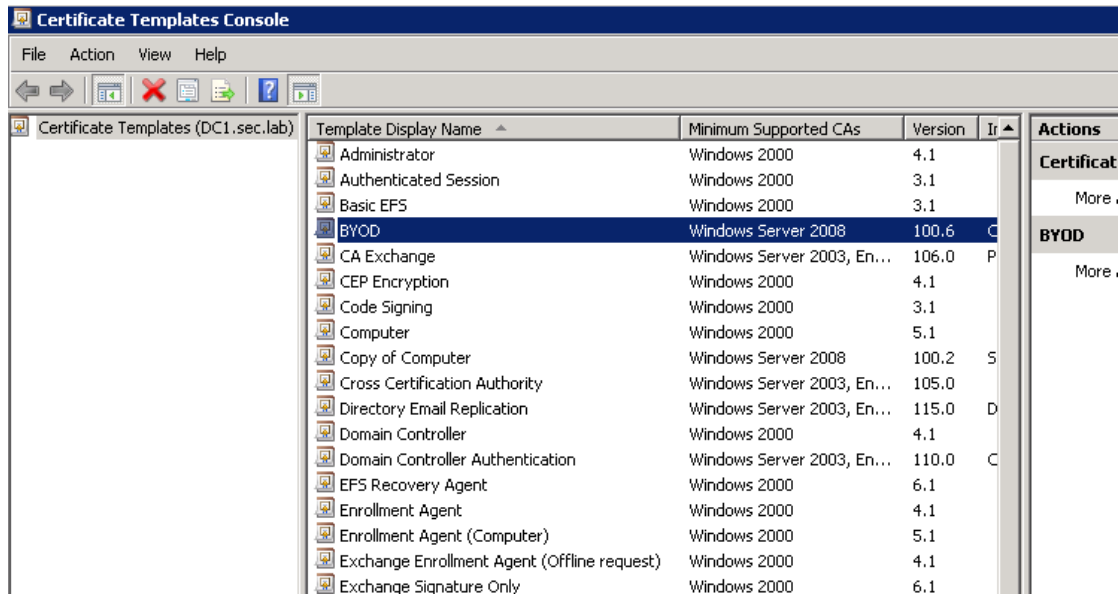 Certificate Templates Console
File Action View Help
Certificate Templates (DC1.sec.lab)
Template Display Name Minimum Supported CAs Version
Administrator Windows 2000 4.1
Authenticated Session Windows 2000 3.1
Basic EFS Windows 2000 3.1
BYOD Windows Server 2008 100.6 C
CA Exchange Windows Server 2003, En... 106.0 P
CEP Encryption Windows 2000 4.1
Code Signing Windows 2000 3.1
Computer Windows 2000 5.1
Copy of Computer Windows Server 2008 100.2 S
Cross Certification Authority Windows Server 2003, En... 105.0
Directory Email Replication Windows Server 2003, En... 115.0 D
Domain Controller Windows 2000 4.1
Domain Controller Authentication Windows Server 2003, En... 110.0 C
EFS Recovery Agent Windows 2000 6.1
Enrollment Agent Windows 2000 4.1
Enrollment Agent (Computer) Windows 2000 5.1
Exchange Enrollment Agent (Offline request) Windows 2000 4.1
Exchange Signature Only Windows 2000 6.1
Actions
Certificat
More
BYOD
More